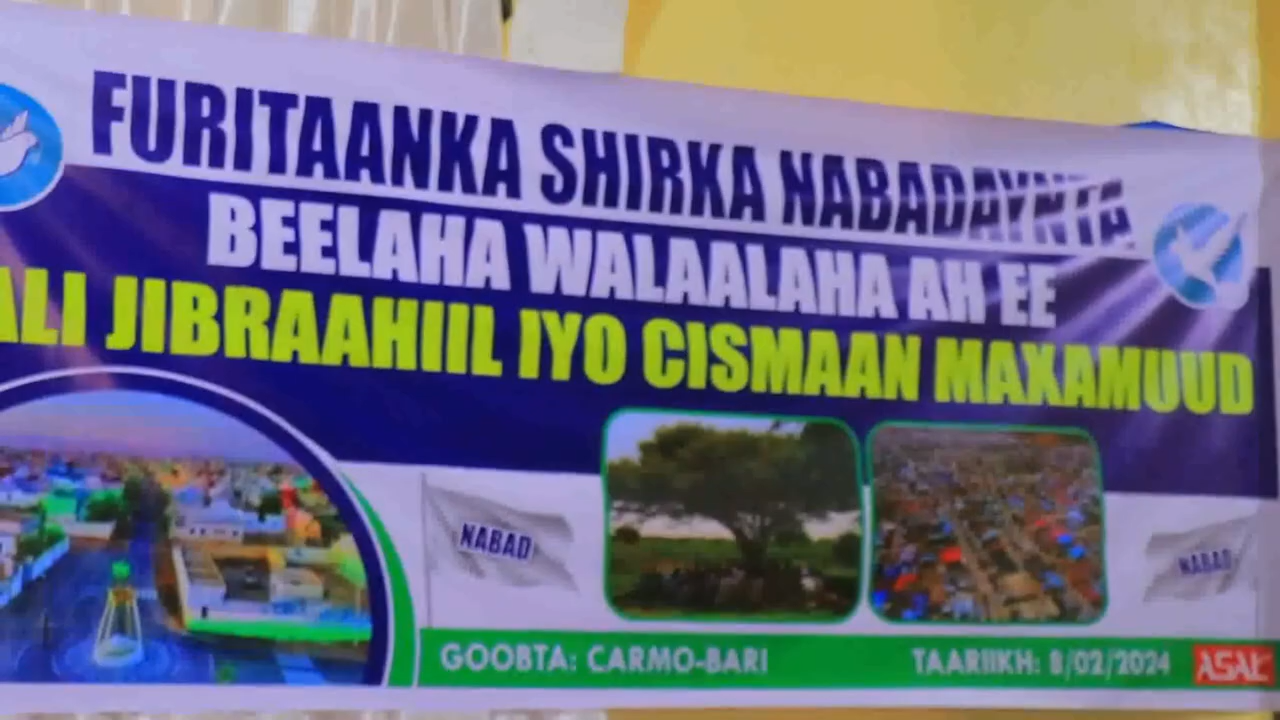 FURITAANKA SHIRKA NABADAYNTA
BEELAHA WALAALAHA AH EE
ALI JIBRAAHIIL IYO CISMAAN MAXAMUUD
NABAD
NABAD
GOOBTA: CARMO-BARI
TAARIIKH: 8/02/2024